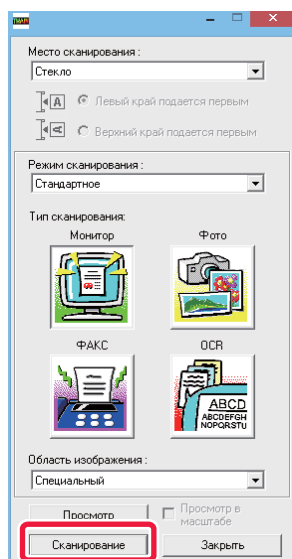 Место сканирования :
Стекло
A Левый край подается первым
A Верхний край подается первым
Режим сканирования :
Стандартное
Тип сканирования:
Монитор Фото
ФАКС OCR
ABCD
ABCDEFGH
NOPQRSTU
Область изображения :
Специальный
Просмотр Просмотр в
масштабе
Сканирование Закрыть